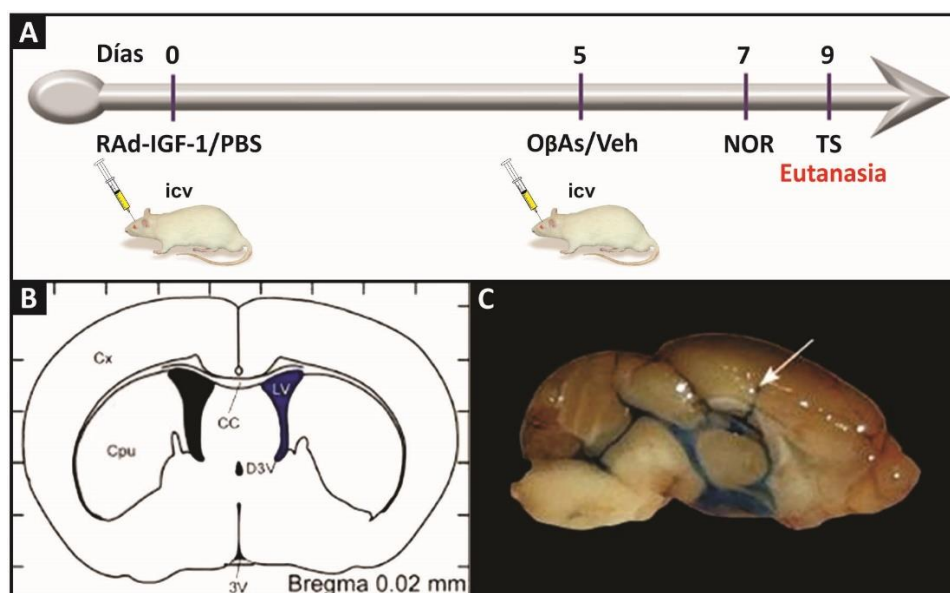 A
Días 0 5 7 9
RAd-IGF-1/PBS OβAs/Veh NOR TS
Eutanasia
icv icv
B
Cx
LV
CC
Cpu
D3V
3V
Bregma 0.02 mm
C